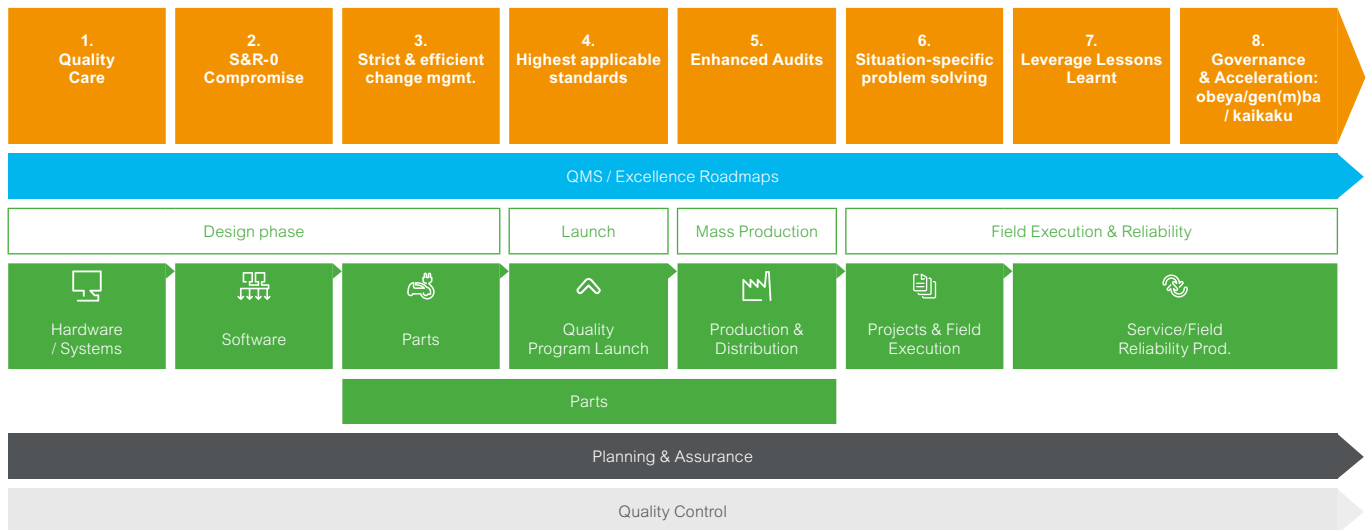 1.
Quality
Care
2.
S&R-0
Compromise
3.
Strict & efficient
change mgmt.
4.
Highest applicable
standards
5.
Enhanced Audits
6.
Situation-specific
problem solving
7.
Leverage Lessons
Learnt
8.
Governance
& Acceleration:
obeya/gen(m)ba
/ kaikaku
QMS / Excellence Roadmaps
Design phase
Launch
Mass Production
Field Execution & Reliability
Hardware
/ Systems
Software
Parts
Quality
Program Launch
Production &
Distribution
Projects & Field
Execution
Service/Field
Reliability Prod.
Parts
Planning & Assurance
Quality Control